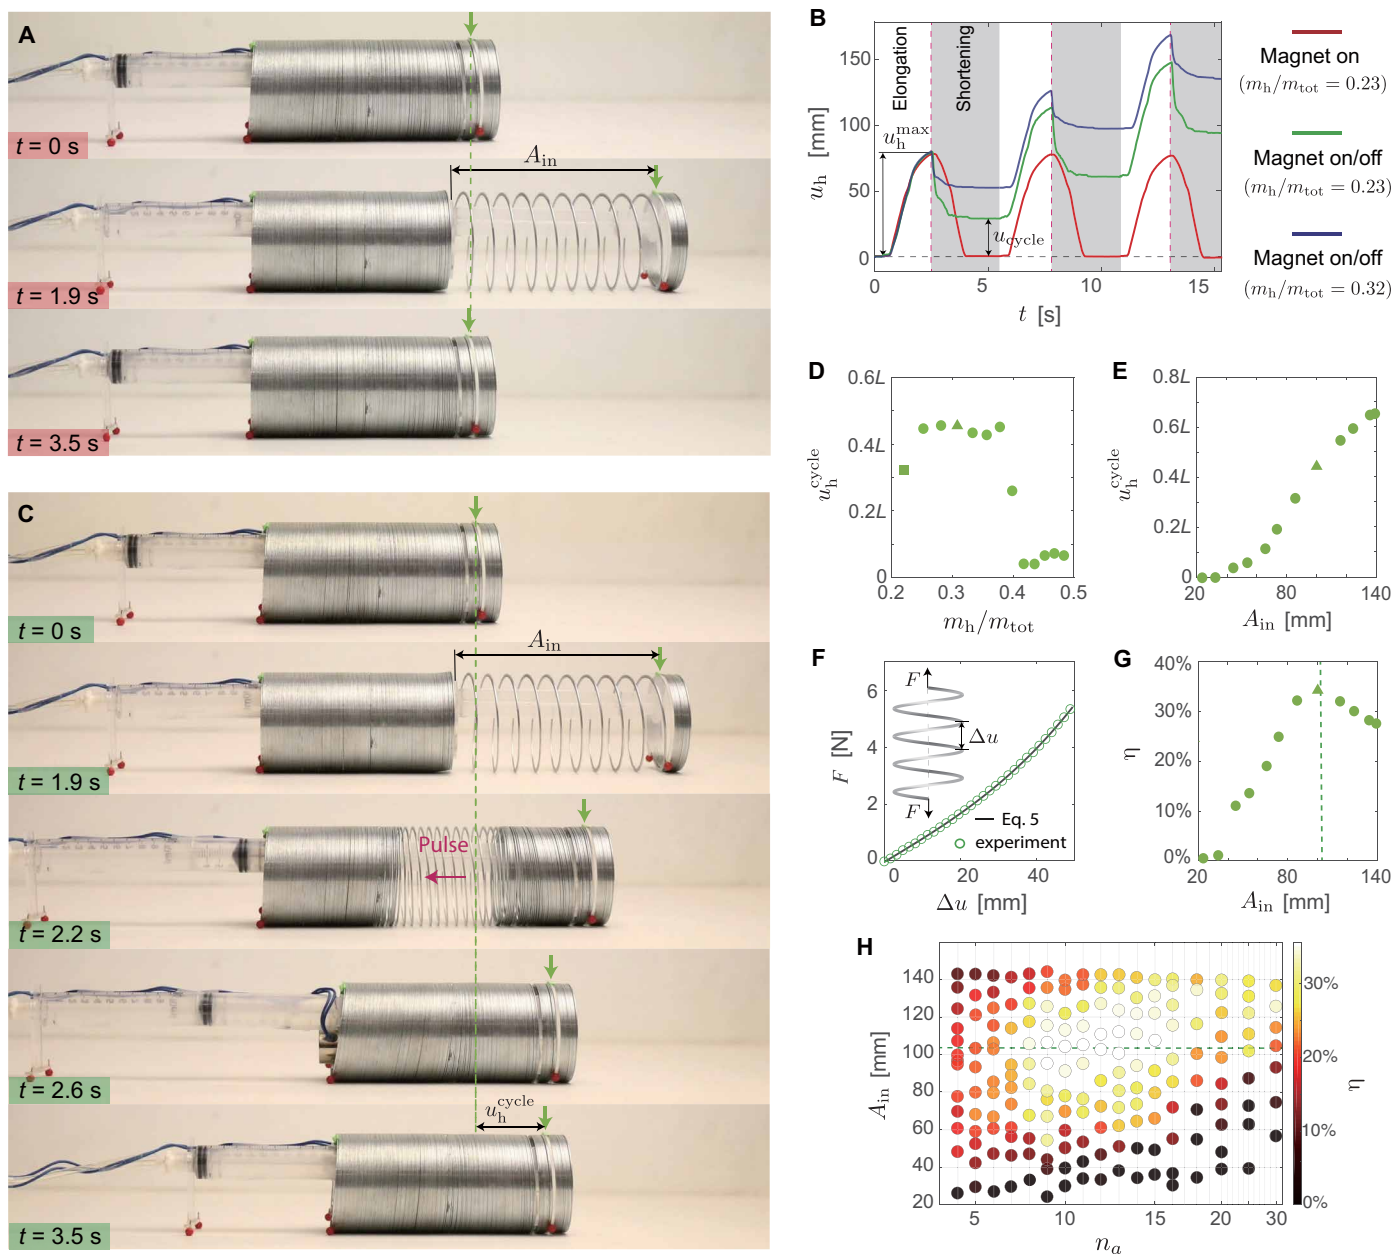 A
t = 0 s
A_in
t = 1.9 s
t = 3.5 s
B
Elongation
Shortening
150
100
50
0
u_h [mm]
u_h^max
u_cycle
0 5 10 15
t [s]
Magnet on
(m_h/m_tot = 0.23)
Magnet on/off
(m_h/m_tot = 0.23)
Magnet on/off
(m_h/m_tot = 0.32)
C
t = 0 s
A_in
t = 1.9 s
Pulse
t = 2.2 s
t = 2.6 s
u_h^cycle
t = 3.5 s
D
0.6L
0.4L
0.2L
0
u_h^cycle
0.2 0.3 0.4 0.5
m_h/m_tot
E
0.8L
0.6L
0.4L
0.2L
0
u_h^cycle
20 80 140
A_in [mm]
F
6
4
2
0
F [N]
F
Δu
F
Eq. 5
experiment
0 20 40
Δu [mm]
G
40%
30%
20%
10%
0%
η
20 80 140
A_in [mm]
H
140
120
100
80
60
40
20
A_in [mm]
5 10 15 20 30
n_a
30%
20%
10%
0%
η